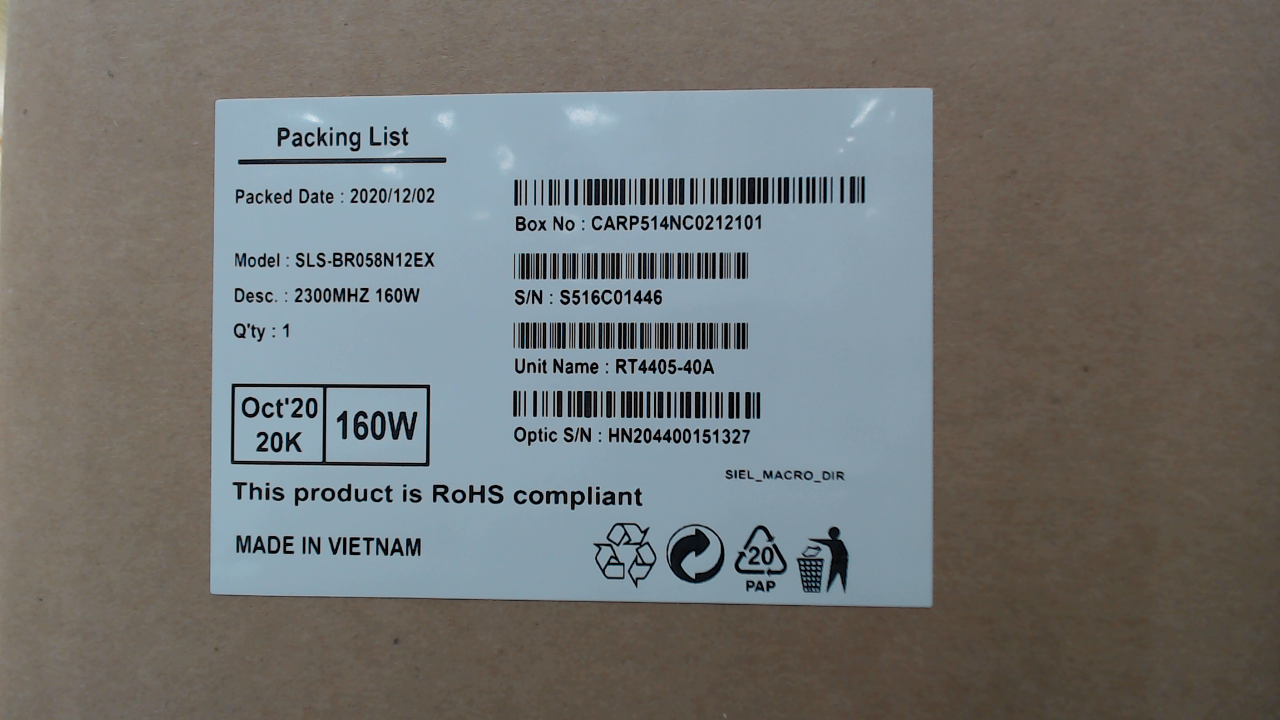 Packing List
Packed Date : 2020/12/02
Model : SLS-BR058N12EX
Desc. : 2300MHZ 160W
Q'ty : 1
Oct'20
20K
160W
Box No : CARP514NC0212101
S/N : S516C01446
Unit Name : RT4405-40A
Optic S/N : HN204400151327
SIEL_MACRO_DIR
This product is RoHS compliant
MADE IN VIETNAM
20
PAP